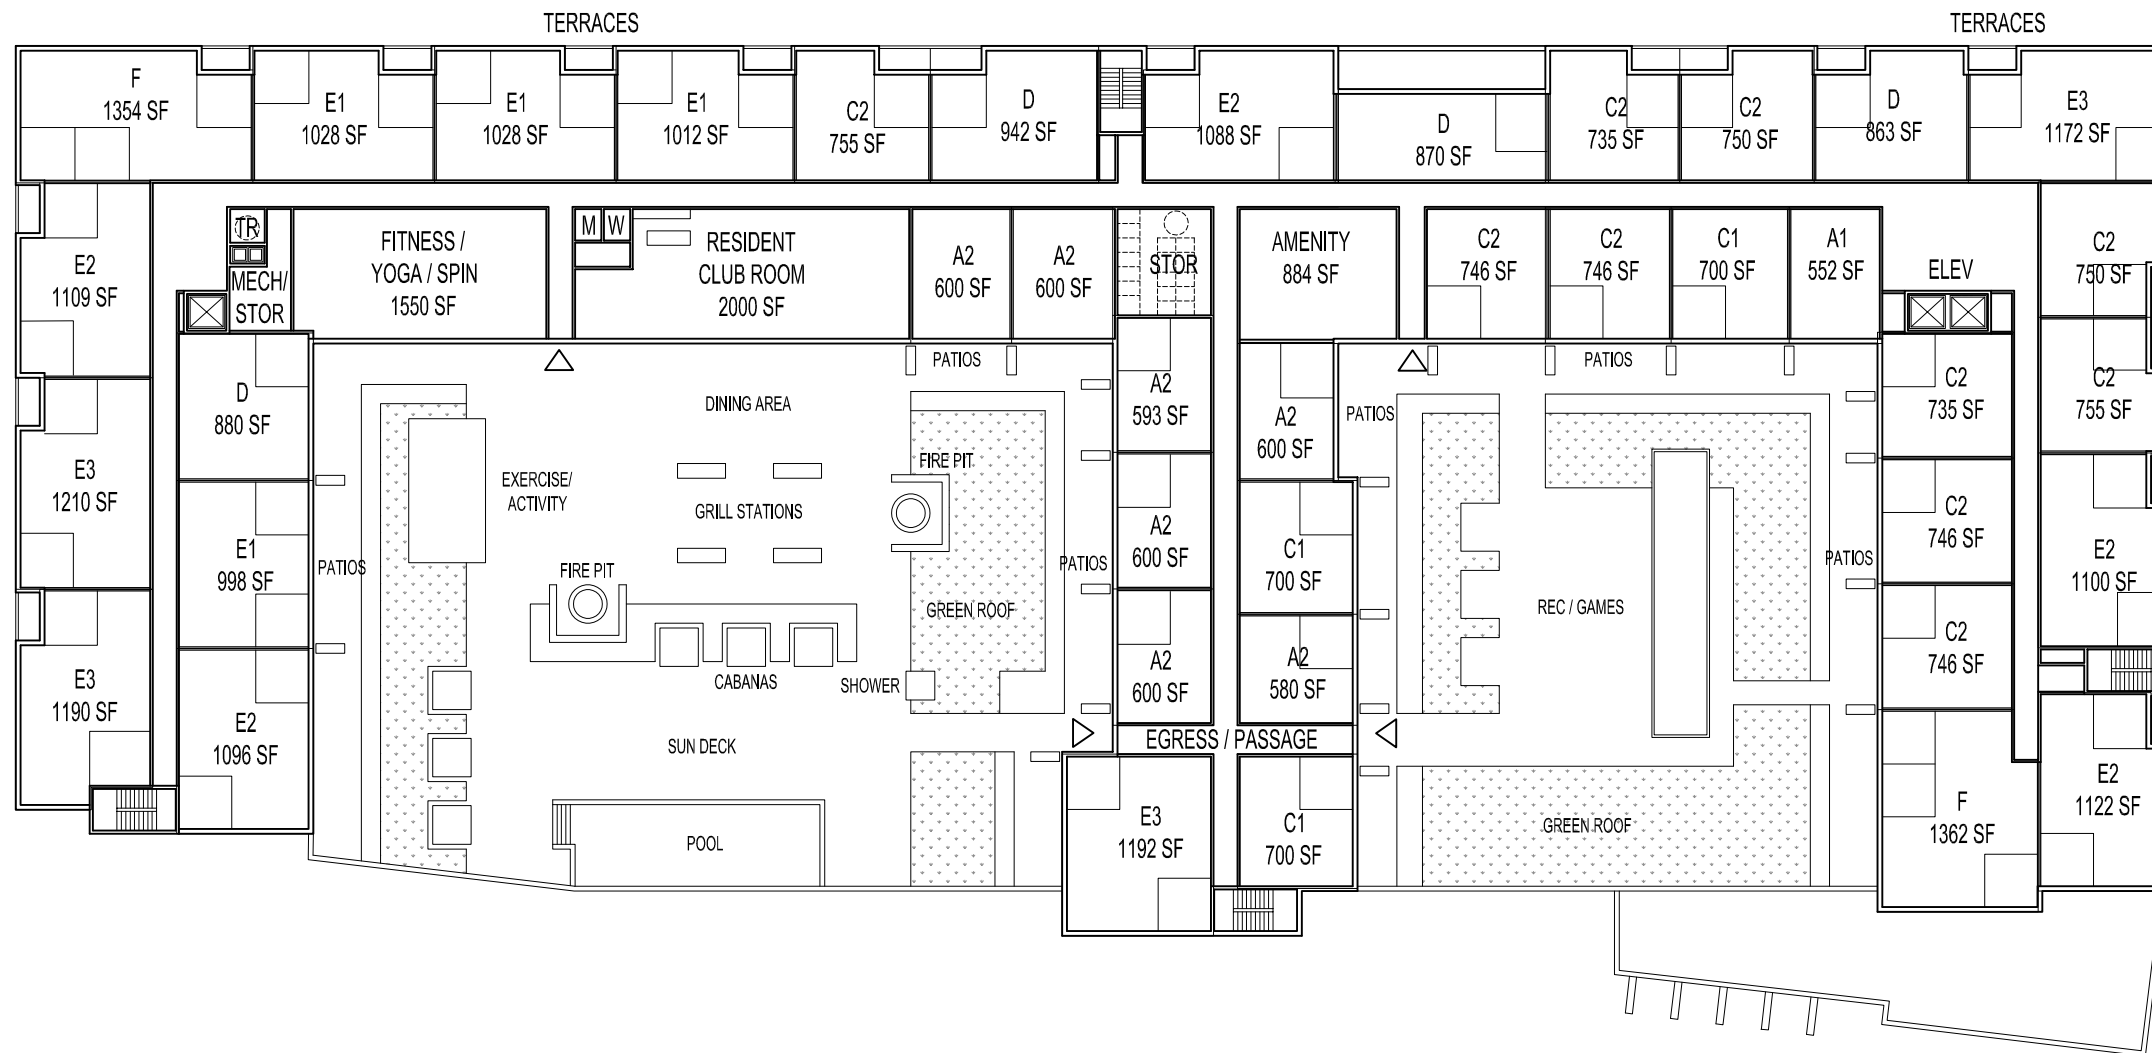 TERRACES
TERRACES
F
1354 SF
E1
1028 SF
E1
1028 SF
E1
1012 SF
C2
755 SF
D
942 SF
E2
1088 SF
D
870 SF
C2
735 SF
C2
750 SF
D
863 SF
E3
1172 SF
TR
MECH/
STOR
FITNESS /
YOGA / SPIN
1550 SF
M
W
RESIDENT
CLUB ROOM
2000 SF
A2
600 SF
A2
600 SF
STOR
AMENITY
884 SF
C2
746 SF
C2
746 SF
C1
700 SF
A1
552 SF
ELEV
C2
750 SF
E2
1109 SF
D
880 SF
E3
1210 SF
E1
998 SF
E3
1190 SF
E2
1096 SF
PATIOS
EXERCISE/
ACTIVITY
DINING AREA
GRILL STATIONS
FIRE PIT
FIRE PIT
CABANAS
SHOWER
GREEN ROOF
SUN DECK
POOL
PATIOS
PATIOS
A2
593 SF
A2
600 SF
A2
600 SF
EGRESS / PASSAGE
E3
1192 SF
A2
600 SF
C1
700 SF
A2
580 SF
C1
700 SF
PATIOS
PATIOS
PATIOS
REC / GAMES
GREEN ROOF
C2
735 SF
C2
746 SF
C2
746 SF
F
1362 SF
C2
755 SF
E2
1100 SF
E2
1122 SF